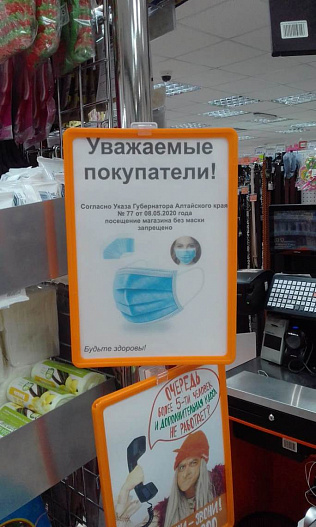 Уважаемые
покупатели!
Согласно Указа Губернатора Алтайского края
№ 77 от 08.05.2020 года
посещение магазина без маски
запрещено
Будьте здоровы!
ОЧЕРЕДЬ
БОЛЕЕ 5-ТИ ЧЕЛОВЕК
И ДОПОЛНИТЕЛЬНАЯ КАССА
НЕ РАБОТАЕТ?
ЗВОНИ!